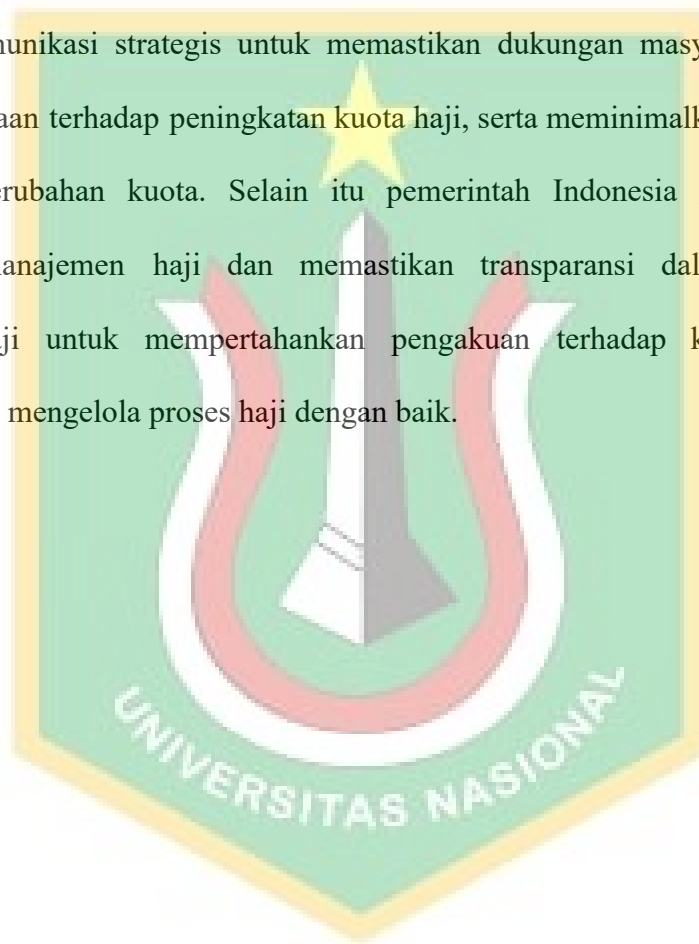 munikasi strategis untuk memastikan dukungan masy
aan terhadap peningkatan kuota haji, serta meminimalk
erubahan kuota. Selain itu pemerintah Indonesia
anajemen haji dan memastikan transparansi dal
ji untuk mempertahankan pengakuan terhadap k
mengelola proses haji dengan baik.
UNIVERSITAS NASIONAL